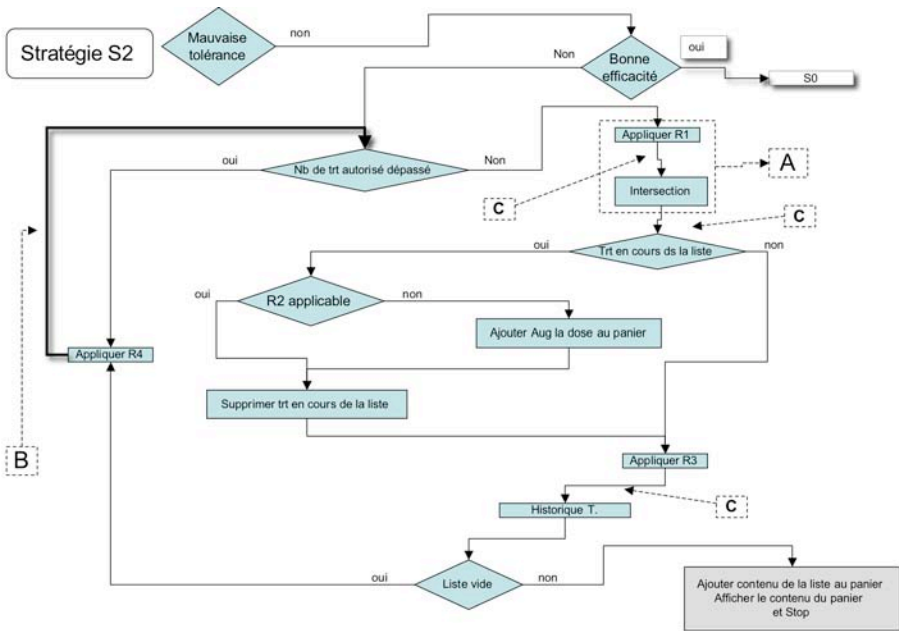 Stratégie S2
Mauvaise
tolérance
non
Bonne
efficacité
oui
Non
S0
Appliquer R1
oui
Nb de trt autorisé dépassé
Non
A
C
Intersection
C
oui
Trt en cours ds la liste
non
oui
R2 applicable
non
Ajouter Aug la dose au panier
Appliquer R4
Supprimer trt en cours de la liste
B
Appliquer R3
C
Historique T.
oui
Liste vide
non
Ajouter contenu de la liste au panier
Afficher le contenu du panier
et Stop